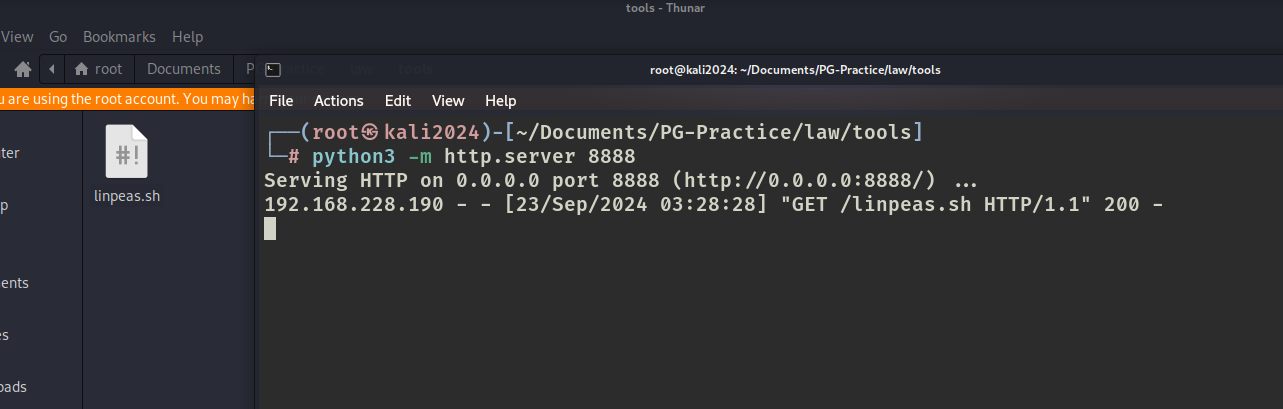 tools - Thunar
View Go Bookmarks Help
root Documents
root@kali2024: ~/Documents/PG-Practice/law/tools
u are using the root account. You may ha
File Actions Edit View Help
┌──(root㉿kali2024)-[~/Documents/PG-Practice/law/tools]
└─# python3 -m http.server 8888
Serving HTTP on 0.0.0.0 port 8888 (http://0.0.0.0:8888/) ...
192.168.228.190 - - [23/Sep/2024 03:28:28] "GET /linpeas.sh HTTP/1.1" 200 -
#!
linpeas.sh
ter
p
ents
es
oads